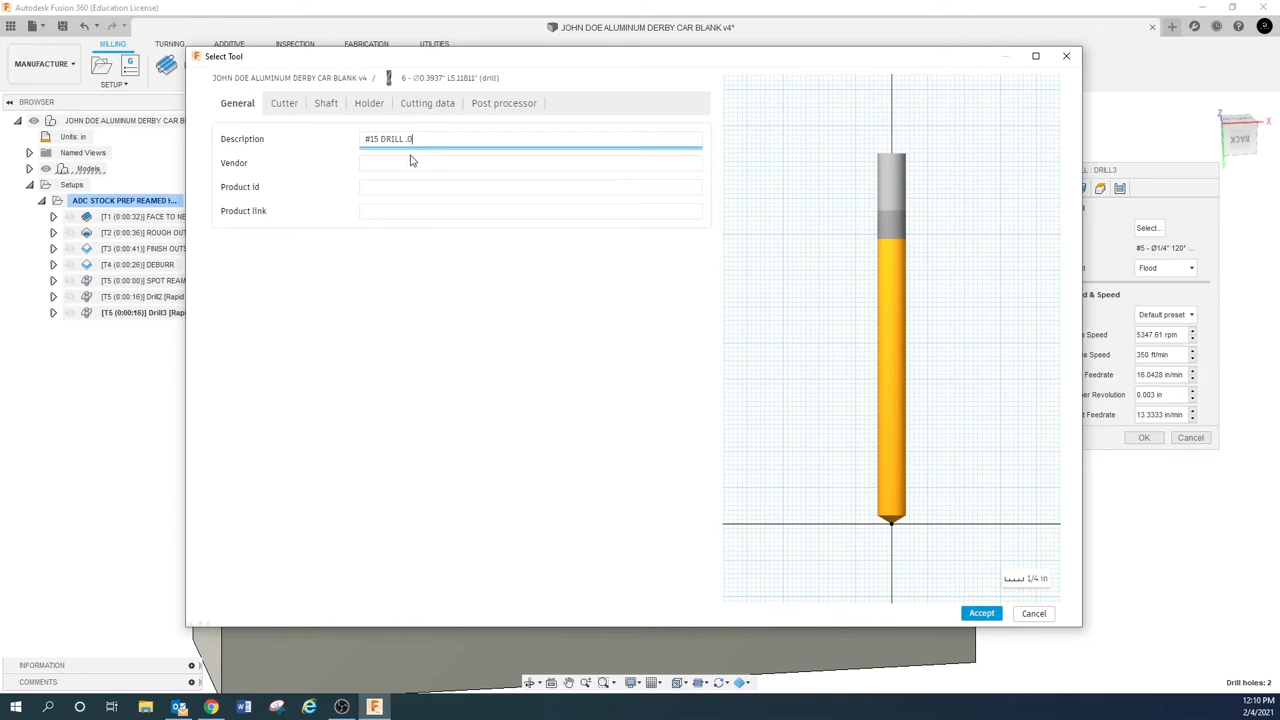 Autodesk Fusion 360 (Education License)
JOHN DOE ALUMINUM DERBY CAR BLANK v4*
MILLING TURNING ADDITIVE INSPECTION FABRICATION UTILITIES
MANUFACTURE
SETUP
Select Tool
JOHN DOE ALUMINUM DERBY CAR BLANK v4 / 6 - Ø0.3937" L5.11811" (drill)
General Cutter Shaft Holder Cutting data Post processor
Description #15 DRILL .0
Vendor
Product id
Product link
1/4 in
Accept Cancel
BROWSER
JOHN DOE ALUMINUM DERBY CAR B
Units: in
Named Views
Models
Setups
ADC STOCK PREP REAMED
[T1 (0:00:32)] FACE TO NE
[T2 (0:00:36)] ROUGH OUT
[T3 (0:00:41)] FINISH OUTS
[T4 (0:00:26)] DEBURR
[T5 (0:00:00)] SPOT REAM
[T5 (0:00:16)] Drill2 [Rapid
[T5 (0:00:16)] Drill3 [Rap
Z
X
BACK
: DRILL3
Select...
#5 - Ø1/4" 120° ...
Flood
d & Speed
Default preset
e Speed 5347.61 rpm
ce Speed 350 ft/min
Feedrate 16.0428 in/min
er Revolution 0.003 in
t Feedrate 13.3333 in/min
OK Cancel
INFORMATION
COMMENTS
Drill holes: 2
12:10 PM
2/4/2021